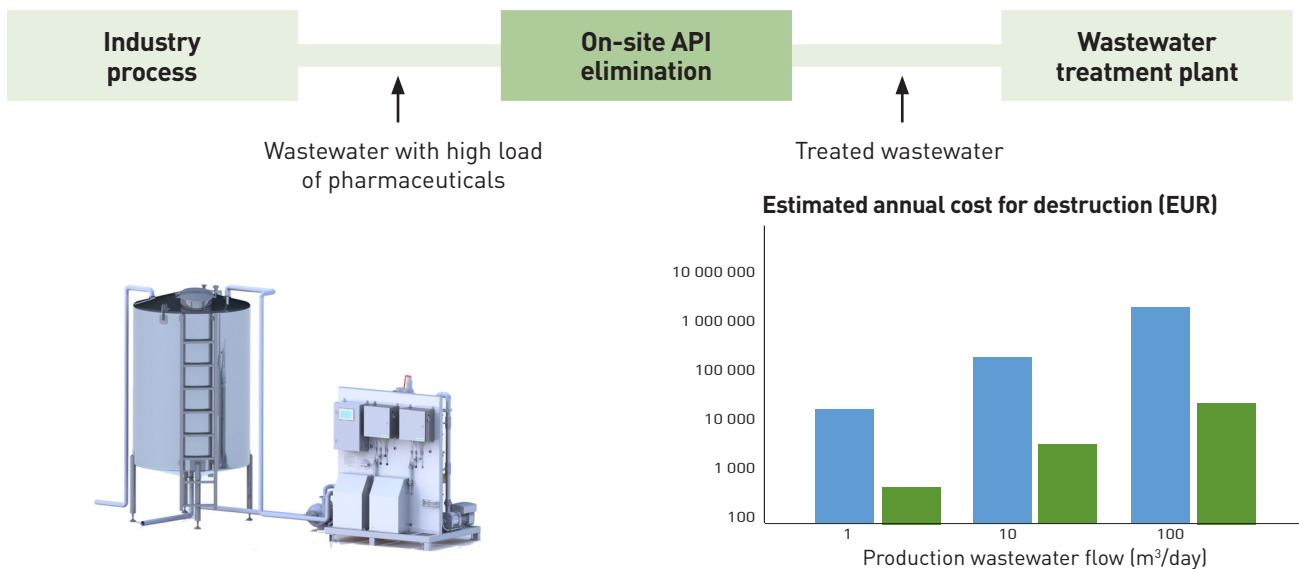 Industry
process
On-site API
elimination
Wastewater
treatment plant
Wastewater with high load
of pharmaceuticals
Treated wastewater
Estimated annual cost for destruction (EUR)
10 000 000
1 000 000
100 000
10 000
1 000
100
1
10
100
Production wastewater flow (m³/day)